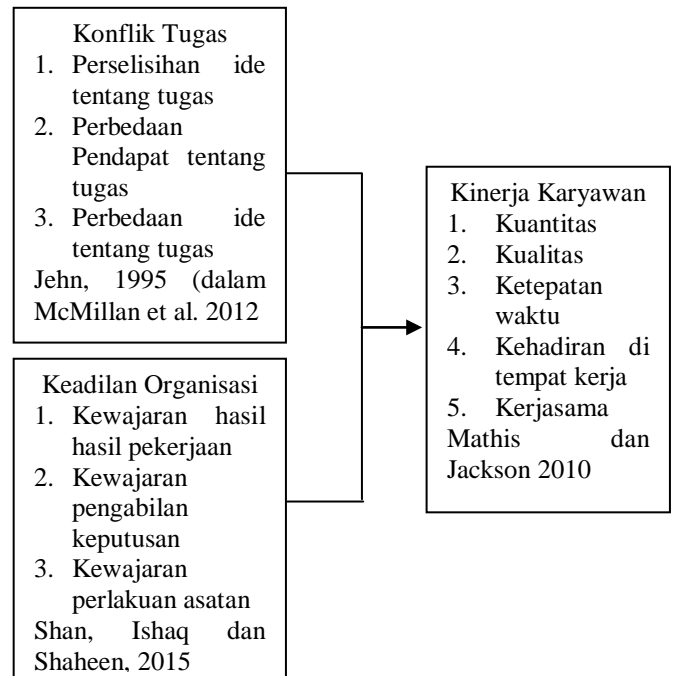 Konflik Tugas
1. Perselisihan ide
tentang tugas
2. Perbedaan
Pendapat tentang
tugas
3. Perbedaan ide
tentang tugas
Jehn, 1995 (dalam
McMillan et al. 2012
Keadilan Organisasi
1. Kewajaran hasil
hasil pekerjaan
2. Kewajaran
pengabilan
keputusan
3. Kewajaran
perlakuan asatan
Shan, Ishaq dan
Shaheen, 2015
Kinerja Karyawan
1. Kuantitas
2. Kualitas
3. Ketepatan
waktu
4. Kehadiran di
tempat kerja
5. Kerjasama
Mathis dan
Jackson 2010